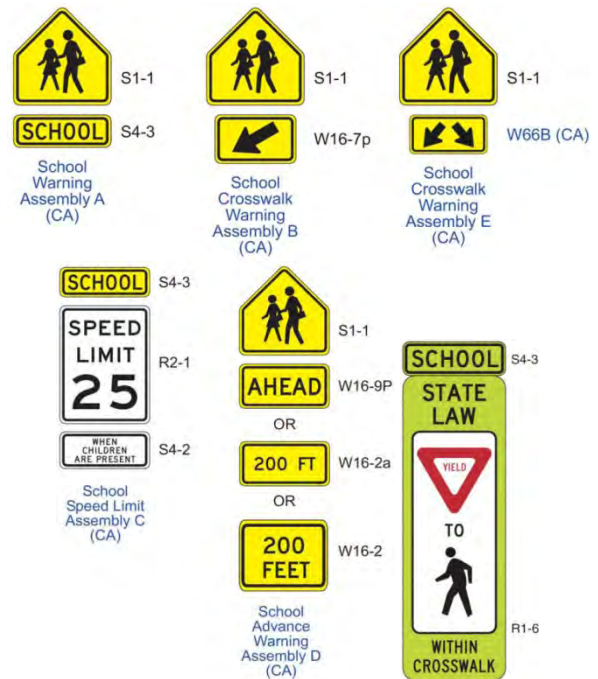 S1-1
SCHOOL
S4-3
School
Warning
Assembly A
(CA)
S1-1
W16-7p
School
Crosswalk
Warning
Assembly B
(CA)
S1-1
W66B (CA)
School
Crosswalk
Warning
Assembly E
(CA)
SCHOOL
S4-3
SPEED
LIMIT
25
R2-1
WHEN
CHILDREN
ARE PRESENT
S4-2
School
Speed Limit
Assembly C
(CA)
S1-1
AHEAD
W16-9P
OR
200 FT
W16-2a
OR
200
FEET
W16-2
School
Advance
Warning
Assembly D
(CA)
SCHOOL
S4-3
STATE
LAW
YIELD
TO
R1-6
WITHIN
CROSSWALK